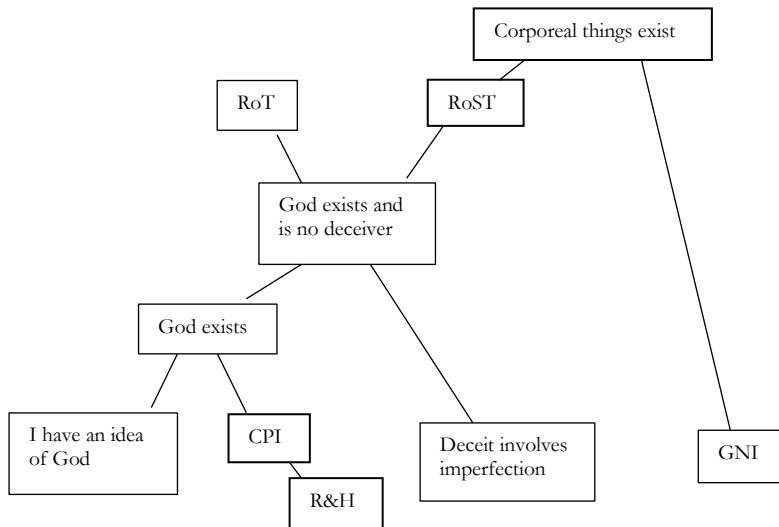 Corporeal things exist
RoT
RoST
God exists and
is no deceiver
God exists
I have an idea
of God
CPI
Deceit involves
imperfection
GNI
R&H